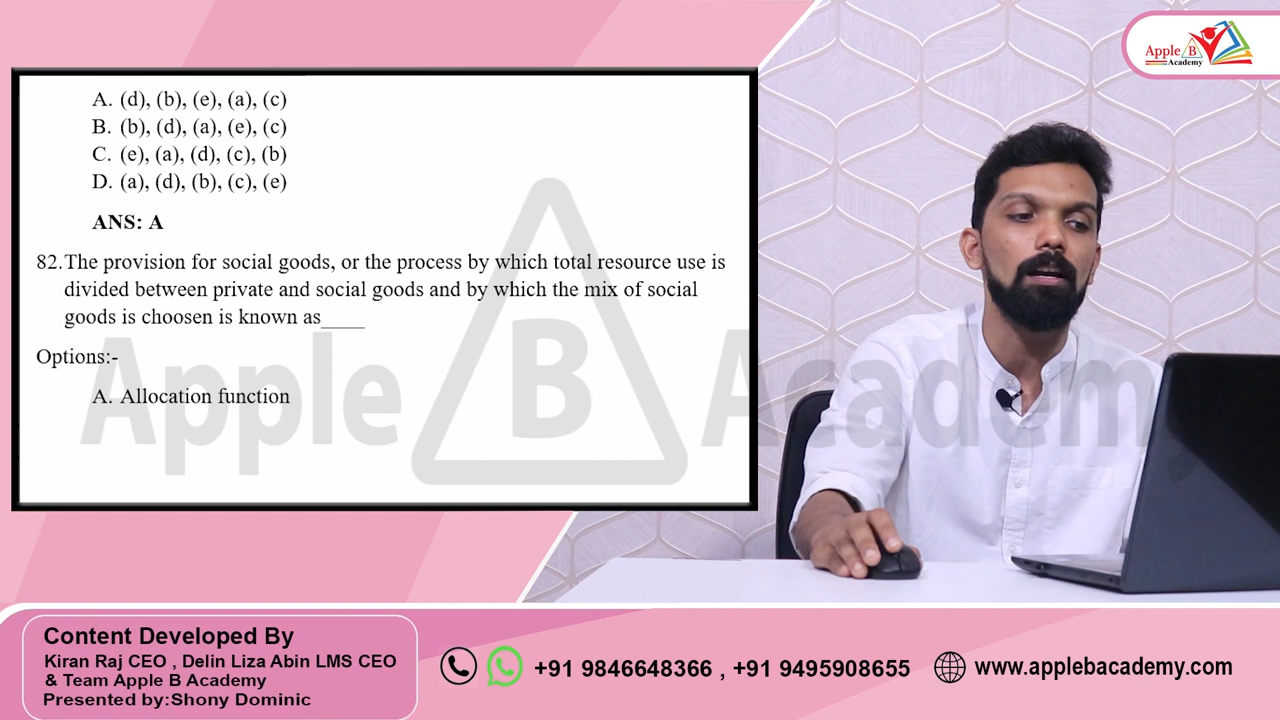 Apple B
Academy
A. (d), (b), (e), (a), (c)
B. (b), (d), (a), (e), (c)
C. (e), (a), (d), (c), (b)
D. (a), (d), (b), (c), (e)
ANS: A
82.The provision for social goods, or the process by which total resource use is
divided between private and social goods and by which the mix of social
goods is choosen is known as____
Options:-
A. Allocation function
Apple B Academy
Content Developed By
Kiran Raj CEO , Delin Liza Abin LMS CEO
& Team Apple B Academy
Presented by:Shony Dominic
+91 9846648366 , +91 9495908655
www.applebacademy.com